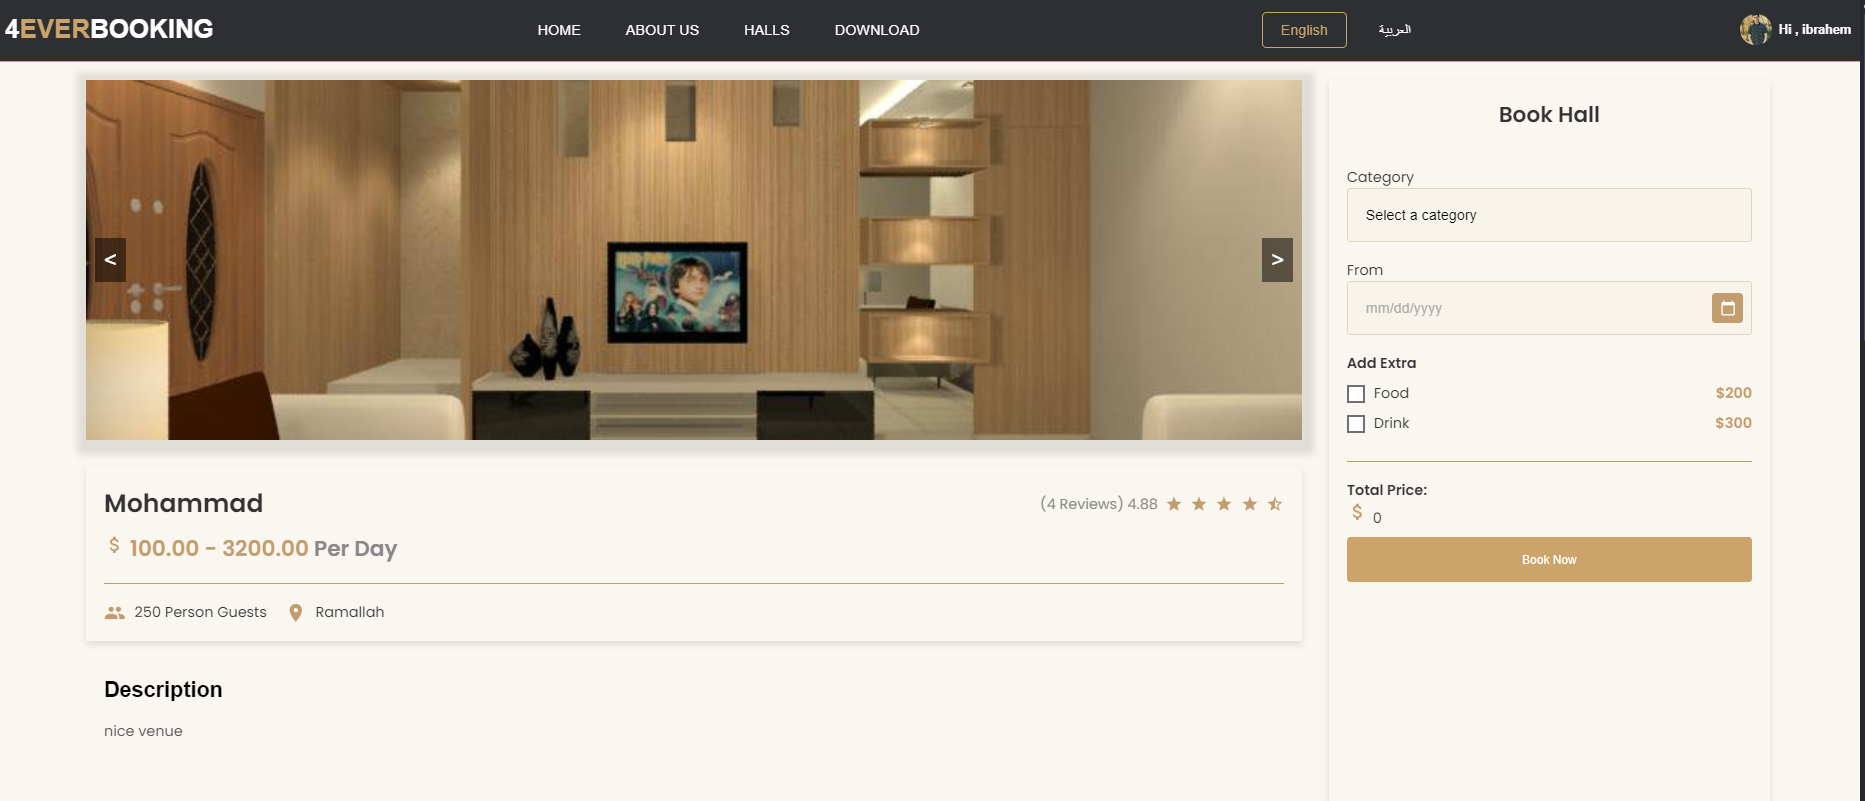 4EVERBOOKING
HOME
ABOUT US
HALLS
DOWNLOAD
English
العربية
Hi , ibrahem
<
>
Mohammad
(4 Reviews) 4.88
$ 100.00 - 3200.00 Per Day
250 Person Guests
Ramallah
Description
nice venue
Book Hall
Category
Select a category
From
mm/dd/yyyy
Add Extra
Food $200
Drink $300
Total Price:
$ 0
Book Now